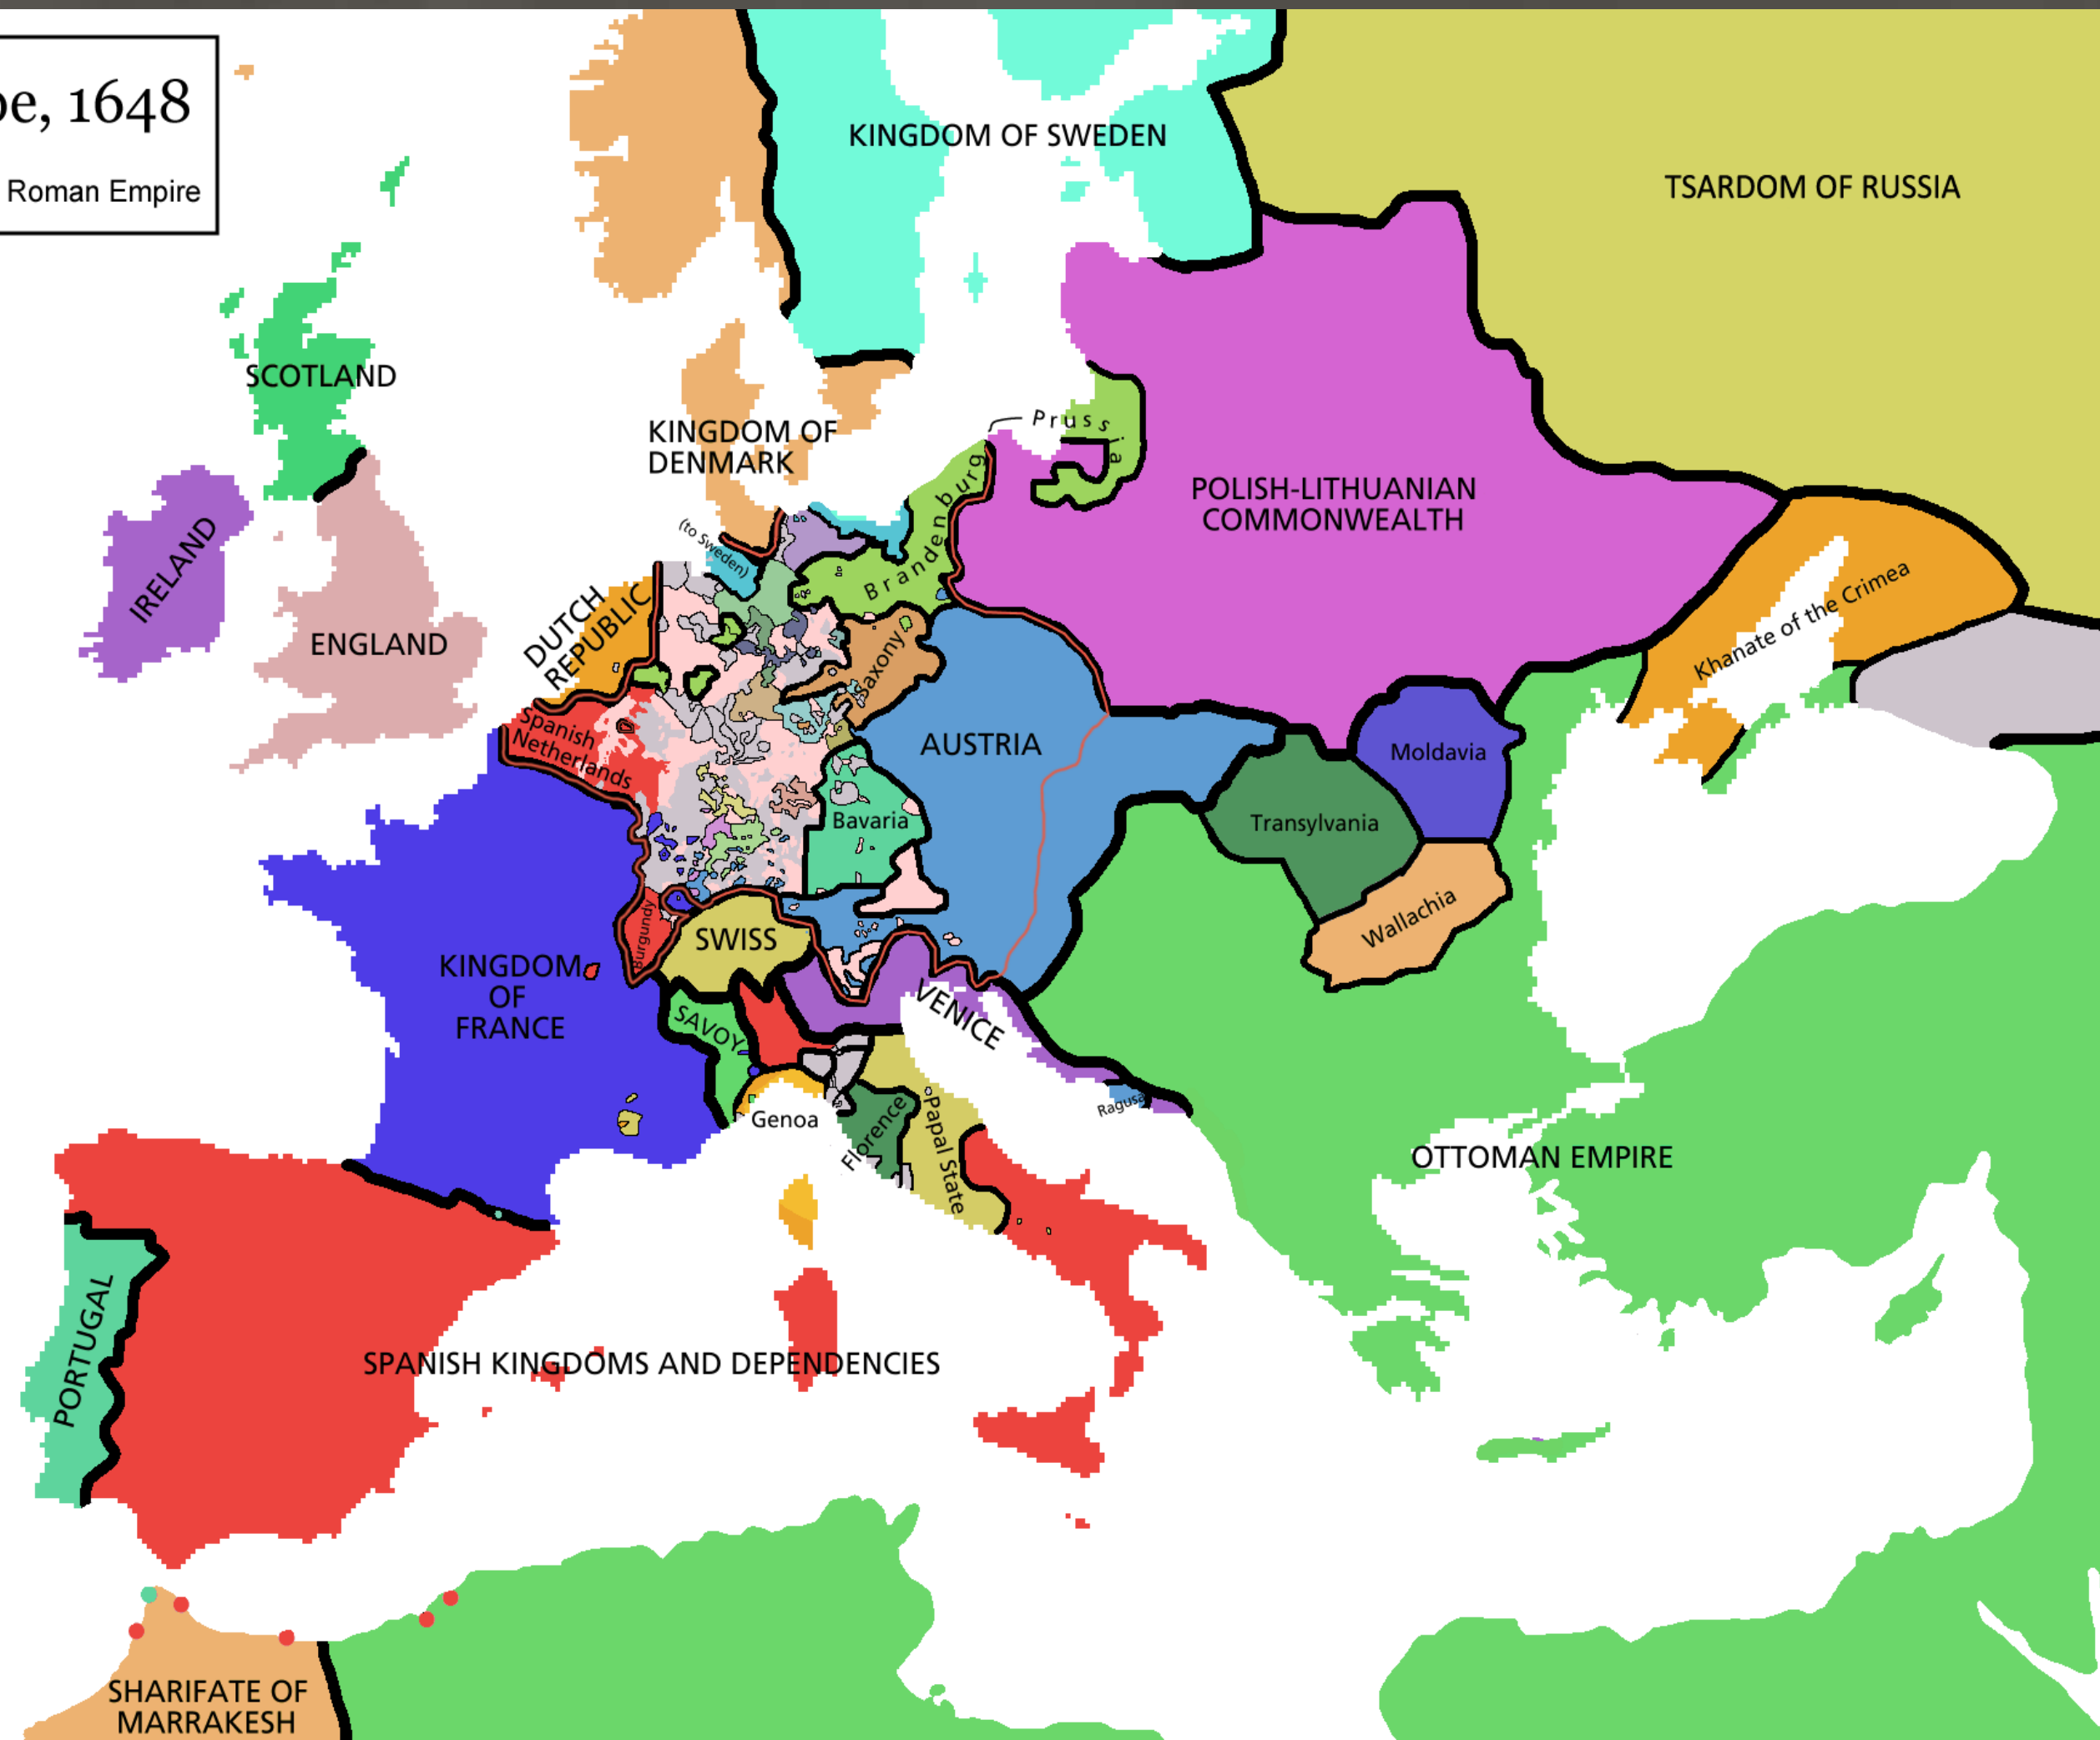 pe, 1648
Roman Empire
KINGDOM OF SWEDEN
TSARDOM OF RUSSIA
SCOTLAND
KINGDOM OF
DENMARK
Prussia
POLISH-LITHUANIAN
COMMONWEALTH
IRELAND
ENGLAND
(to Sweden)
Brandenburg
DUTCH
REPUBLIC
Khanate of the Crimea
Saxony
Spanish
Netherlands
AUSTRIA
Moldavia
Bavaria
Transylvania
Wallachia
Burgundy
SWISS
KINGDOM
OF
FRANCE
SAVOY
VENICE
Genoa
Florence
Papal State
Ragusa
OTTOMAN EMPIRE
PORTUGAL
SPANISH KINGDOMS AND DEPENDENCIES
SHARIFATE OF
MARRAKESH